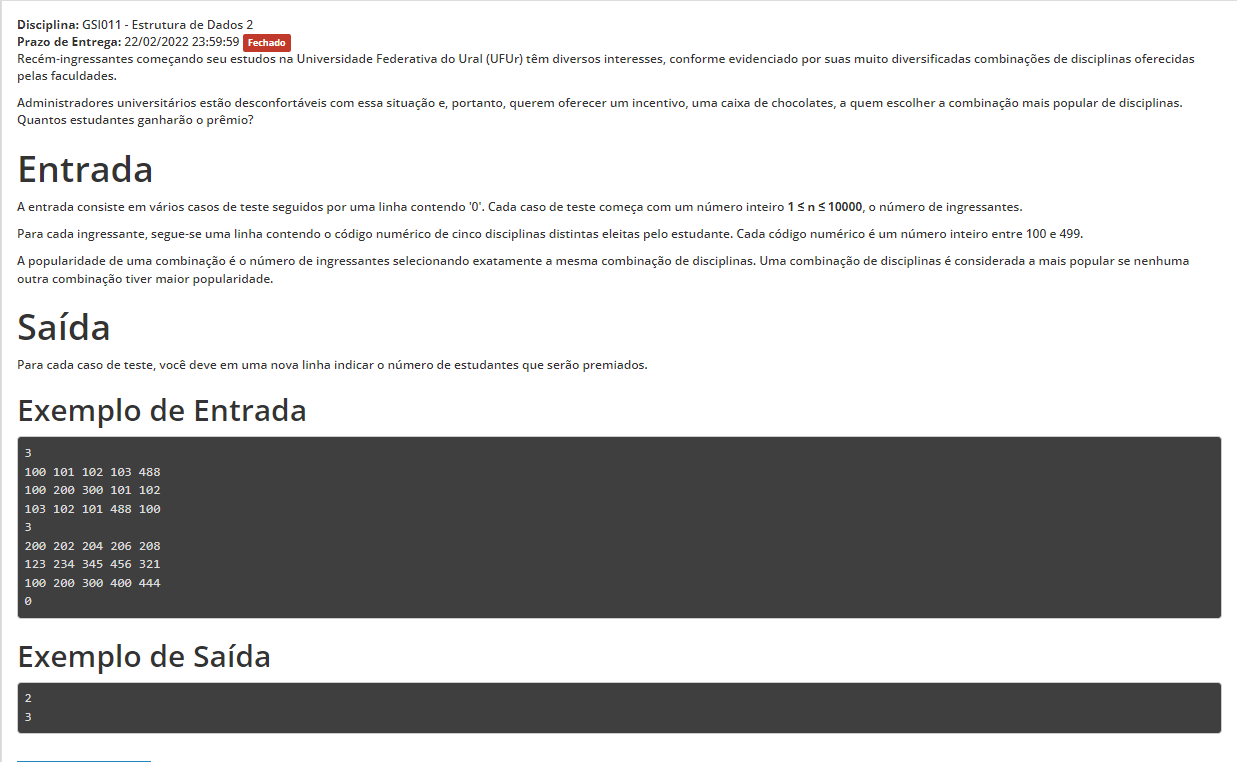 Disciplina: GSI011 - Estrutura de Dados 2
Prazo de Entrega: 22/02/2022 23:59:59 Fechado
Recém-ingressantes começando seu estudos na Universidade Federativa do Ural (UFUr) têm diversos interesses, conforme evidenciado por suas muito diversificadas combinações de disciplinas oferecidas
pelas faculdades.
Administradores universitários estão desconfortáveis com essa situação e, portanto, querem oferecer um incentivo, uma caixa de chocolates, a quem escolher a combinação mais popular de disciplinas.
Quantos estudantes ganharão o prêmio?
Entrada
A entrada consiste em vários casos de teste seguidos por uma linha contendo '0'. Cada caso de teste começa com um número inteiro 1 ≤ n ≤ 10000, o número de ingressantes.
Para cada ingressante, segue-se uma linha contendo o código numérico de cinco disciplinas distintas eleitas pelo estudante. Cada código numérico é um número inteiro entre 100 e 499.
A popularidade de uma combinação é o número de ingressantes selecionando exatamente a mesma combinação de disciplinas. Uma combinação de disciplinas é considerada a mais popular se nenhuma
outra combinação tiver maior popularidade.
Saída
Para cada caso de teste, você deve em uma nova linha indicar o número de estudantes que serão premiados.
Exemplo de Entrada
3
100 101 102 103 488
100 200 300 101 102
103 102 101 488 100
3
200 202 204 206 208
123 234 345 456 321
100 200 300 400 444
0
Exemplo de Saída
2
3